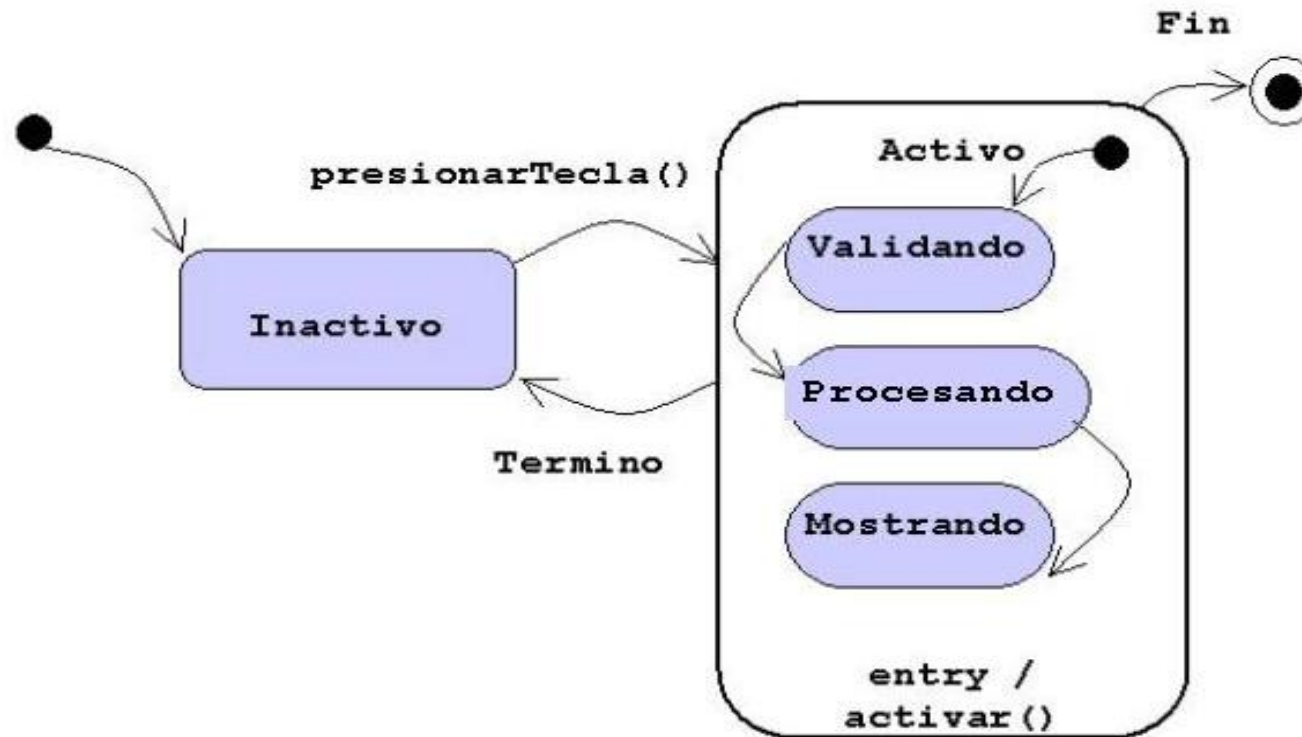 Fin
Activo
presionarTecla()
Validando
Inactivo
Procesando
Termino
Mostrando
entry /
activar()